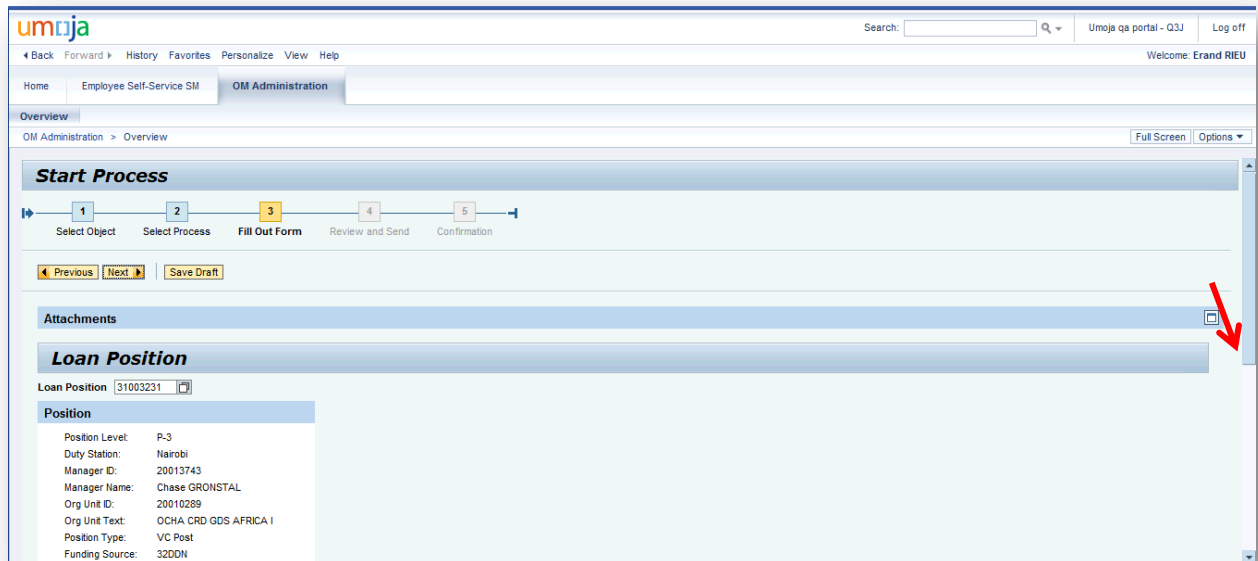 umoja
Search:
Umoja qa portal - Q3J
Log off
Back Forward History Favorites Personalize View Help
Welcome: Erand RIEU
Home Employee Self-Service SM OM Administration
Overview
OM Administration > Overview
Full Screen Options
Start Process
1 2 3 4 5
Select Object Select Process Fill Out Form Review and Send Confirmation
Previous Next Save Draft
Attachments
Loan Position
Loan Position 31003231
Position
Position Level: P-3
Duty Station: Nairobi
Manager ID: 20013743
Manager Name: Chase GRONSTAL
Org Unit ID: 20010289
Org Unit Text: OCHA CRD GDS AFRICA I
Position Type: VC Post
Funding Source: 32DDN